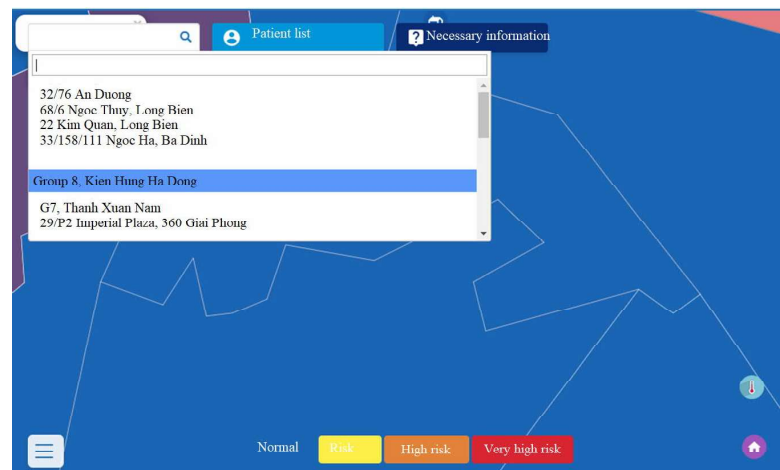 Patient list
Necessary information
32/76 An Duong
68/6 Ngoc Thuy, Long Bien
22 Kim Quan, Long Bien
33/158/111 Ngoc Ha, Ba Dinh
Group 8, Kien Hung Ha Dong
G7, Thanh Xuan Nam
29/P2 Imperial Plaza, 360 Giai Phong
Normal
Risk
High risk
Very high risk